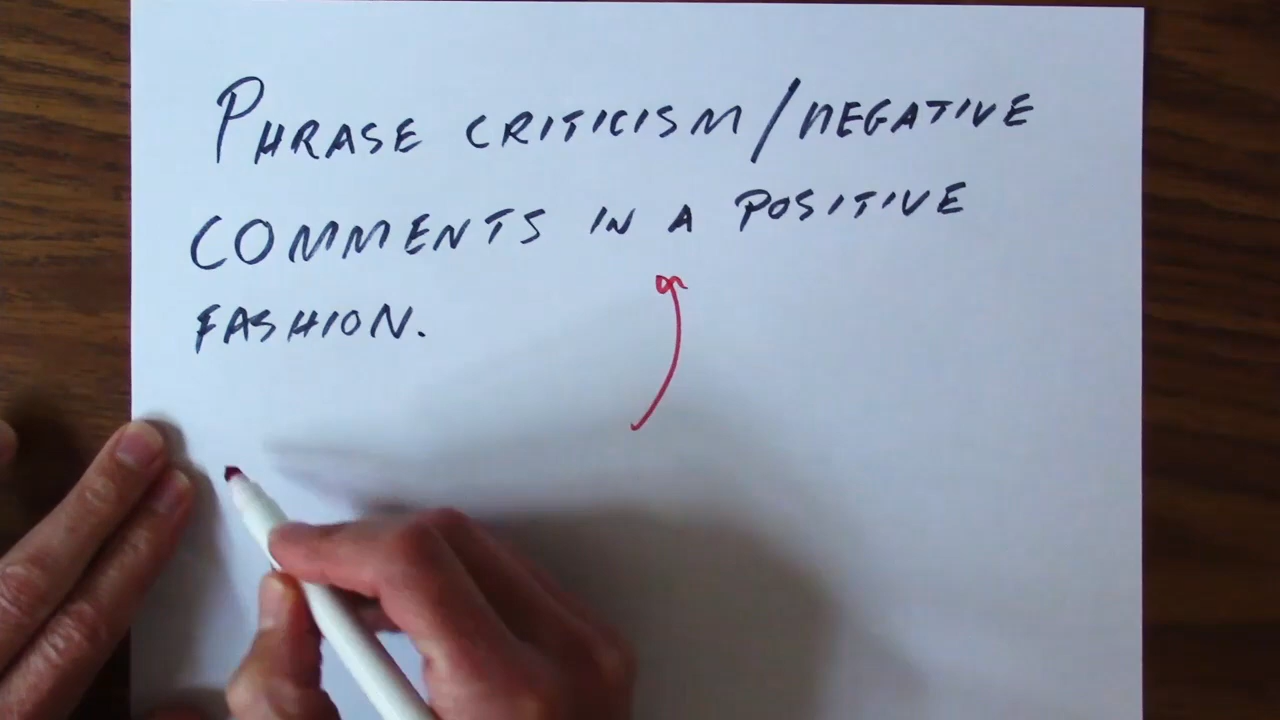 PHRASE CRITICISM/NEGATIVE
COMMENTS IN A POSITIVE
FASHION.